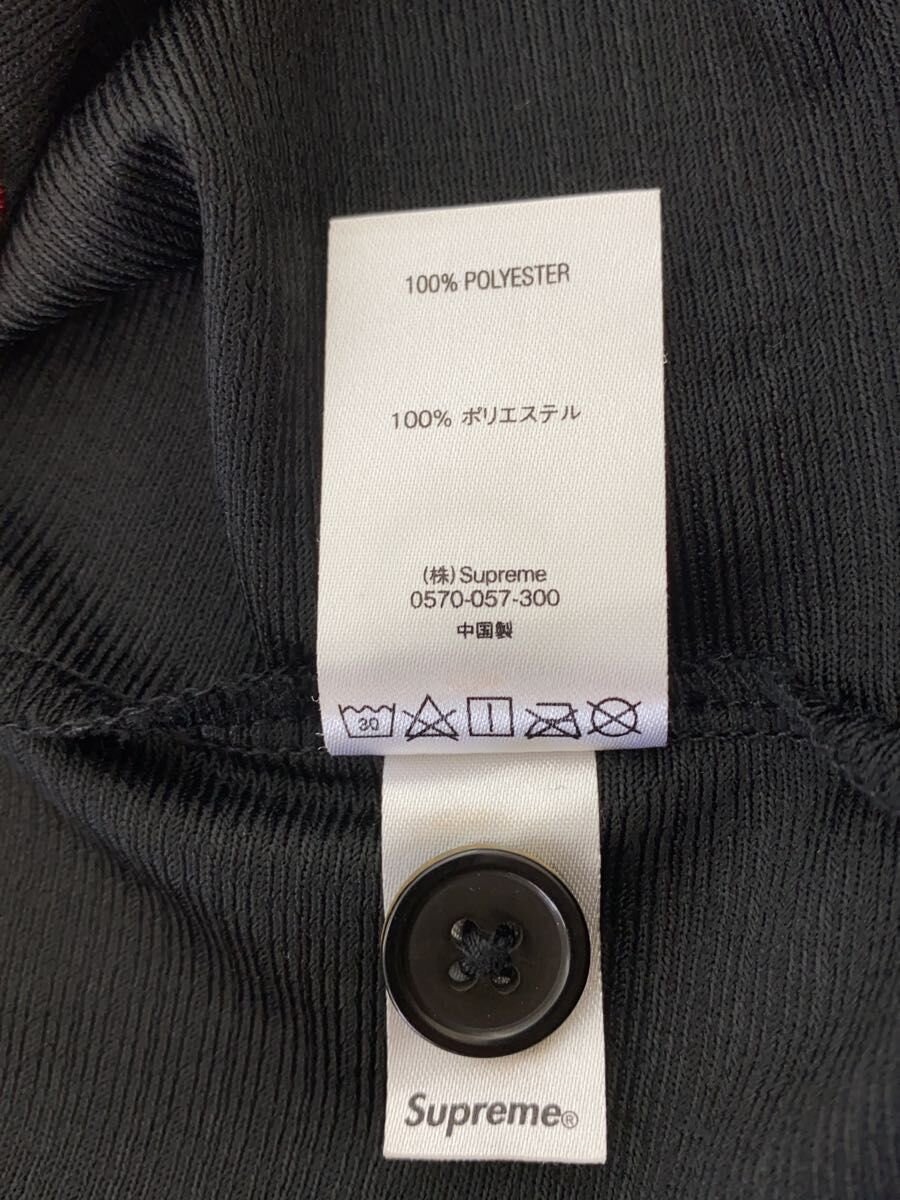 100% POLYESTER
100% ポリエステル
(株)Supreme
0570-057-300
中国製
30
Supreme®